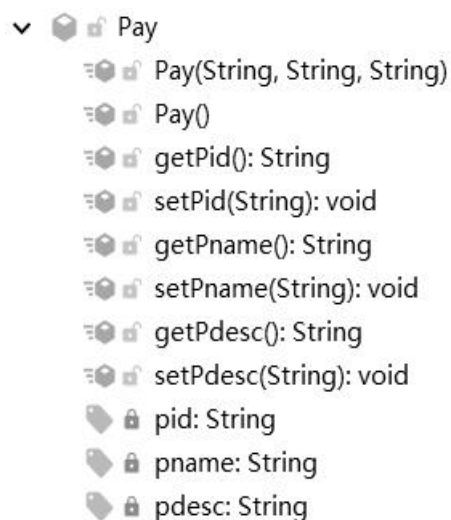 Pay
Pay(String, String, String)
Pay()
getPid(): String
setPid(String): void
getPname(): String
setPname(String): void
getPdesc(): String
setPdesc(String): void
pid: String
pname: String
pdesc: String